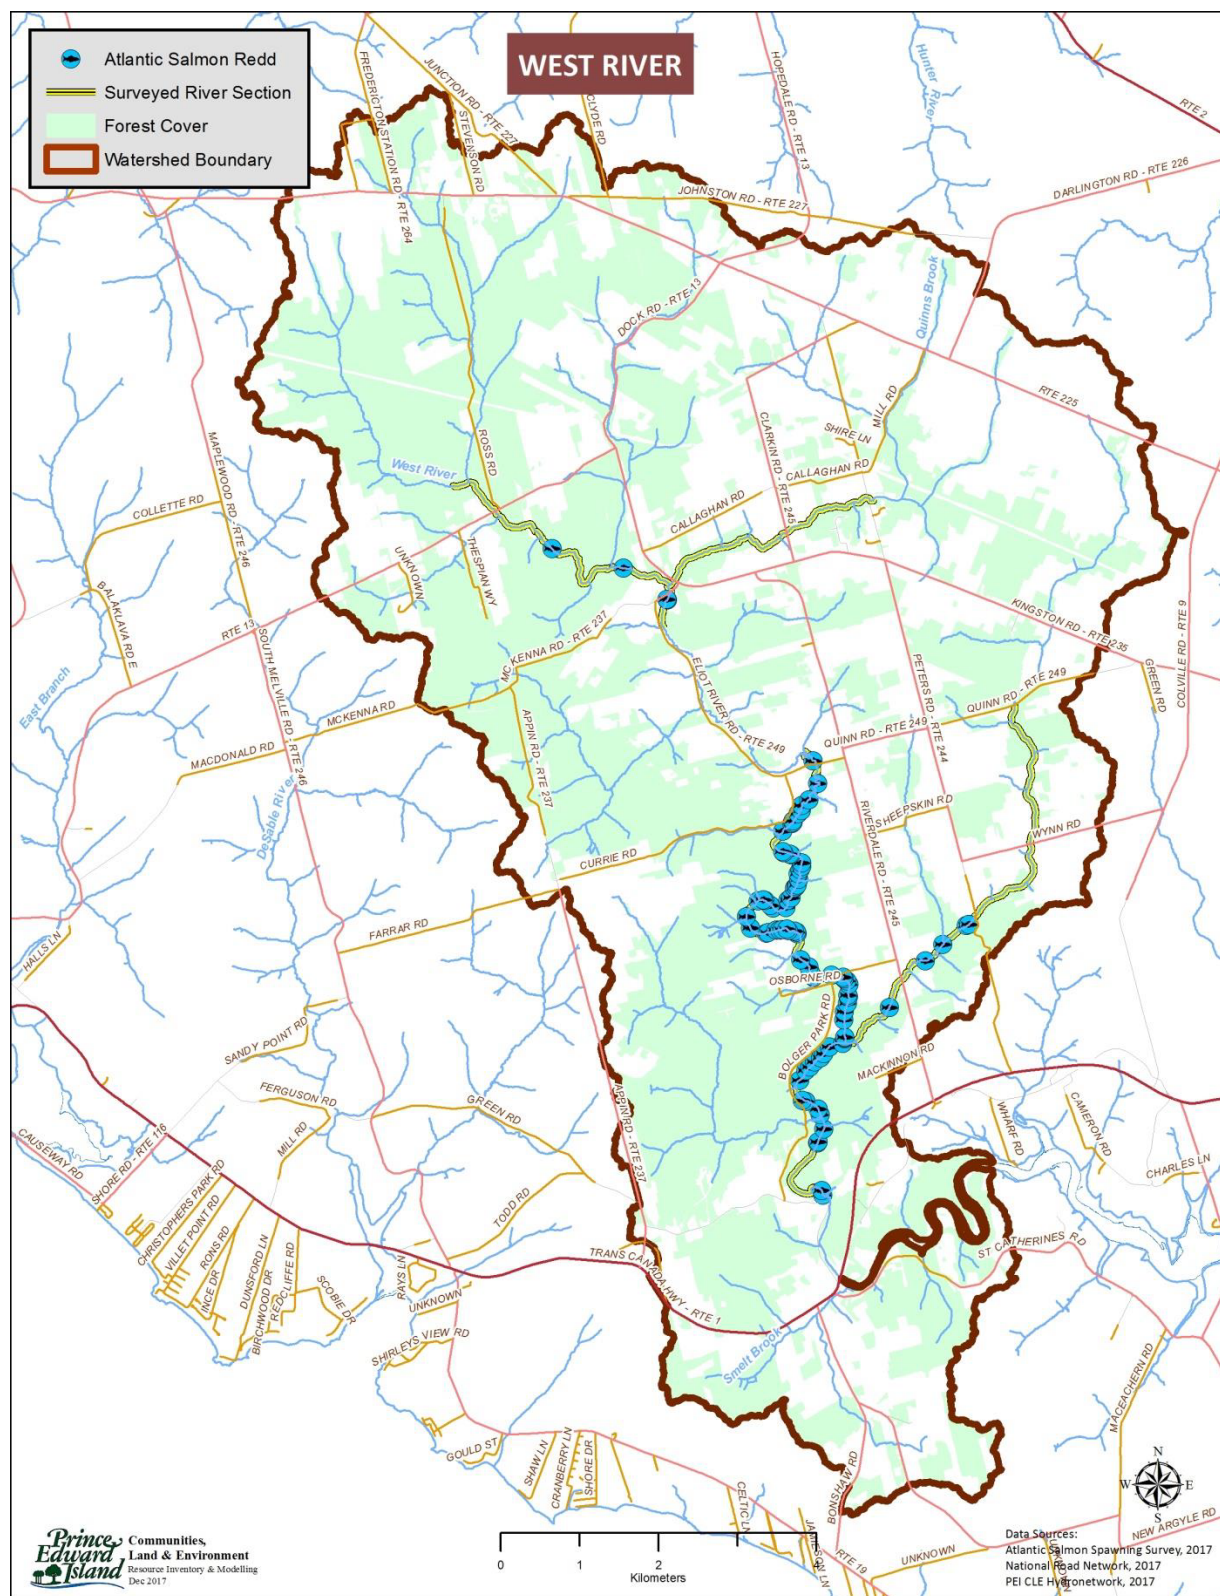 WEST RIVER
Atlantic Salmon Redd
Surveyed River Section
Forest Cover
Watershed Boundary
FREDERICTON STATION RD - RTE 264
JUNCTION RD - RTE 227
STEVENSON RD
CLYDE RD
HOPEDALE RD - RTE 13
Hunter River
RTE 2
DARLINGTON RD - RTE 226
JOHNSTON RD - RTE 227
Quinns Brook
DOCK RD - RTE 13
RTE 225
MILL RD
SHIRE LN
CLARKIN RD - RTE 245
CALLAGHAN RD
CALLAGHAN RD
ROSS RD
West River
MAPLEWOOD RD - RTE 246
COLLETTE RD
THESPIAN WY
UNKNOWN
BALAKLAVA RD E
RTE 13
SOUTH MELVILLE RD - RTE 246
MC KENNA RD - RTE 237
KINGSTON RD - RTE 235
COLVILLE RD - RTE 9
GREEN RD
East Branch
MCKENNA RD
MACDONALD RD
APPIN RD - RTE 237
ELIOT RIVER RD - RTE 249
PETERS RD - RTE 244
QUINN RD - RTE 249
QUINN RD - RTE 249
DeSable River
SHEEPSKIN RD
RIVERDALE RD - RTE 245
WYNN RD
CURRIE RD
FARRAR RD
HALLS LN
OSBORNE RD
BOLGER PARK RD
SANDY POINT RD
MACKINNON RD
FERGUSON RD
GREEN RD
APPIN RD - RTE 237
MILL RD
WHARF RD
CAMERON RD
CHARLES LN
CAUSEWAY RD
SHORE RD - RTE 116
CHRISTOPHERS PARK RD
VILLET POINT RD
RONS RD
INCE DR
DUNSFORD LN
BIRCHWOOD DR
REDCLIFFE RD
SCOBIE DR
TODD RD
ST CATHERINES RD
TRANS CANADA HWY - RTE 1
RAYS LN
UNKNOWN
SHIRLEYS VIEW RD
Smelt Brook
MACEACHERN RD
GOULD ST
SHAW LN
CRANBERRY LN
SHORE DR
BONSHAW RD
CELTIC LN
JAMIESON LN
RTE 19
UNKNOWN
UNKNOWN
NEW ARGYLE RD
N
W E
S
Prince
Edward
Island
Communities,
Land & Environment
Resource Inventory & Modelling
Dec 2017
0 1 2 4
Kilometers
Data Sources:
Atlantic Salmon Spawning Survey, 2017
National Road Network, 2017
PEI CLE Hydronetwork, 2017